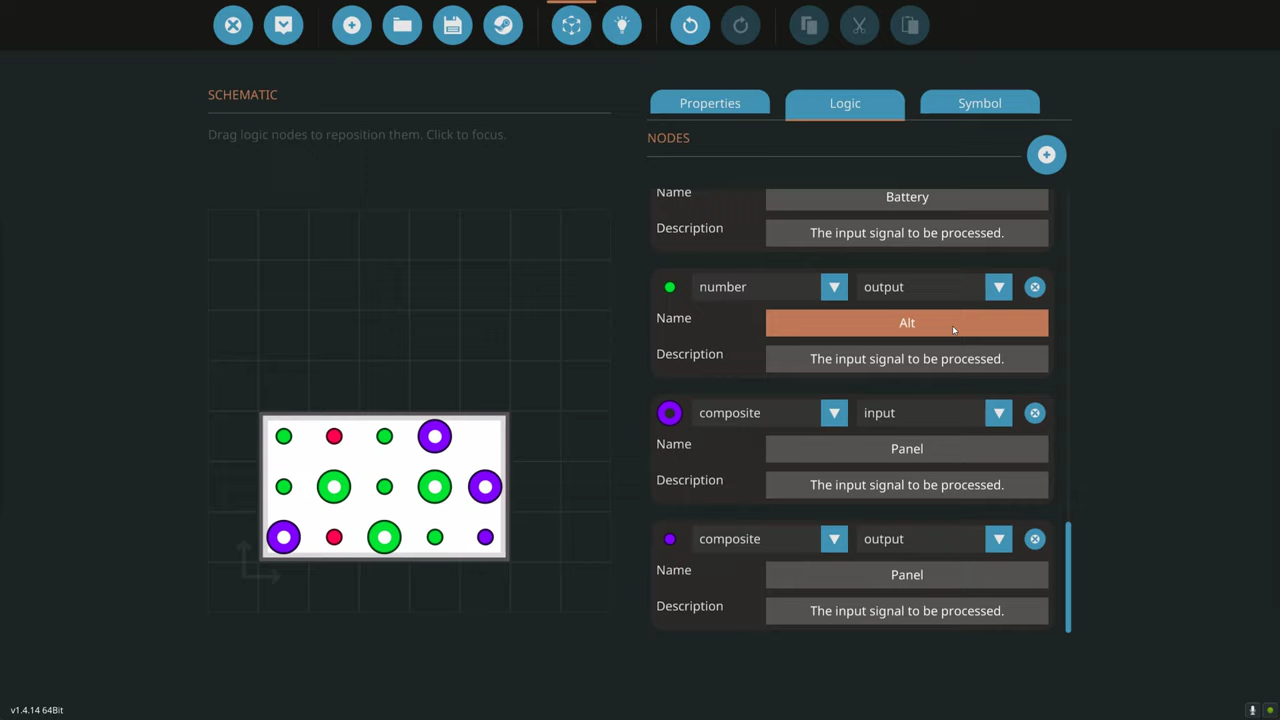 SCHEMATIC
Drag logic nodes to reposition them. Click to focus.
Properties
Logic
Symbol
NODES
Name
Battery
Description
The input signal to be processed.
number
output
Name
Alt
Description
The input signal to be processed.
composite
input
Name
Panel
Description
The input signal to be processed.
composite
output
Name
Panel
Description
The input signal to be processed.
v1.4.14 64Bit